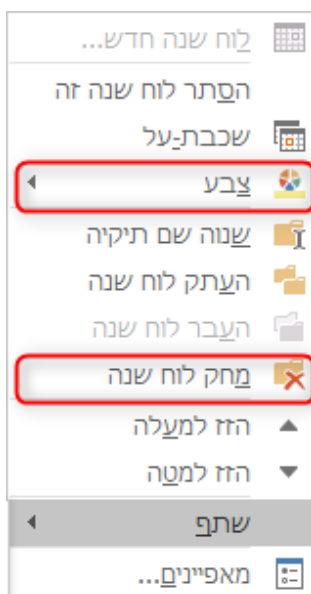 לוח שנה חדש...
הסתר לוח שנה זה
שכבת-על
צבע
שנוה שם תיקיה
העתק לוח שנה
העבר לוח שנה
מחק לוח שנה
הזז למעלה
הזז למטה
שתף
מאפיינים...